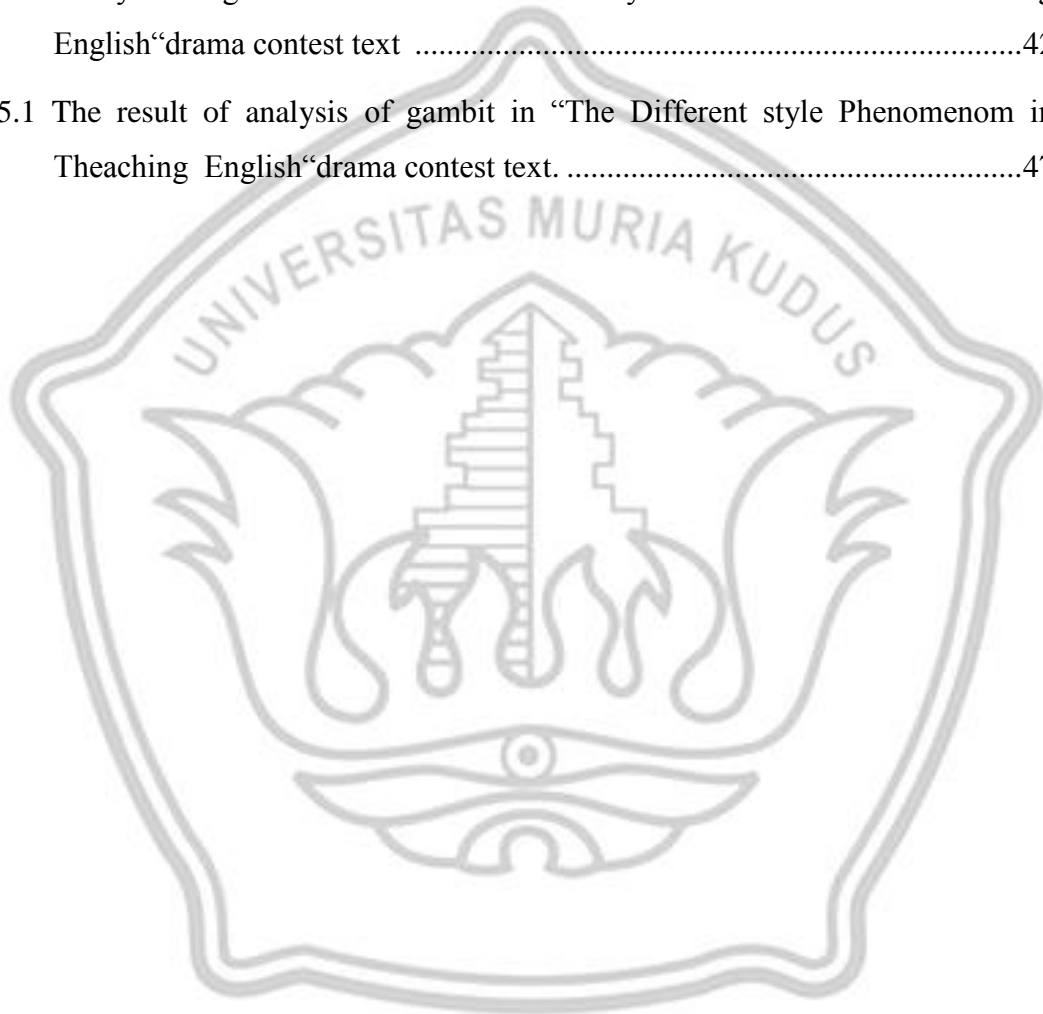 English“drama contest text ....................................................................42
5.1 The result of analysis of gambit in “The Different style Phenomenom in
Theaching English“drama contest text. ...................................................47
UNIVERSITAS MURIA KUDUS